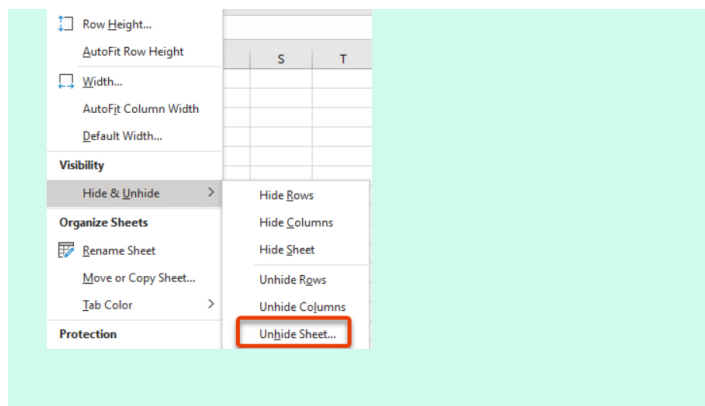 Row Height...
AutoFit Row Height
S T
Width...
AutoFit Column Width
Default Width...
Visibility
Hide & Unhide >
Hide Rows
Organize Sheets
Hide Columns
Rename Sheet
Hide Sheet
Move or Copy Sheet...
Unhide Rows
Tab Color >
Unhide Columns
Protection
Unhide Sheet...